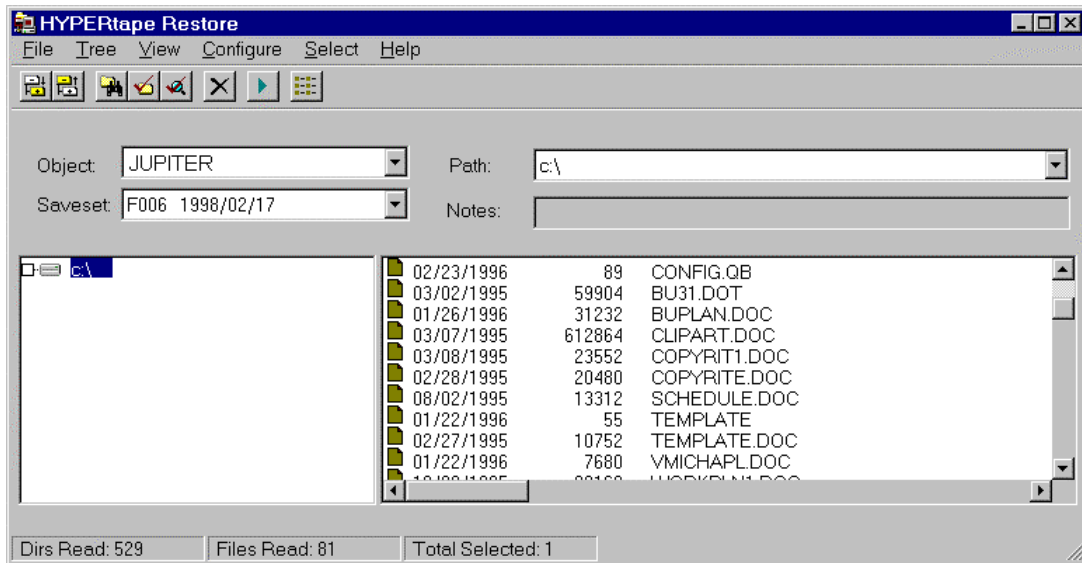 HYPERtape Restore
File Tree View Configure Select Help
Object: JUPITER Path: c:\
Saveset: F006 1998/02/17 Notes:
c:\
02/23/1996 89 CONFIG.QB
03/02/1995 59904 BU31.DOT
01/26/1996 31232 BUPLAN.DOC
03/07/1995 612864 CLIPART.DOC
03/08/1995 23552 COPYRIT1.DOC
02/28/1995 20480 COPYRITE.DOC
08/02/1995 13312 SCHEDULE.DOC
01/22/1996 55 TEMPLATE
02/27/1995 10752 TEMPLATE.DOC
01/22/1996 7680 VMICHAPL.DOC
Dirs Read: 529 Files Read: 81 Total Selected: 1